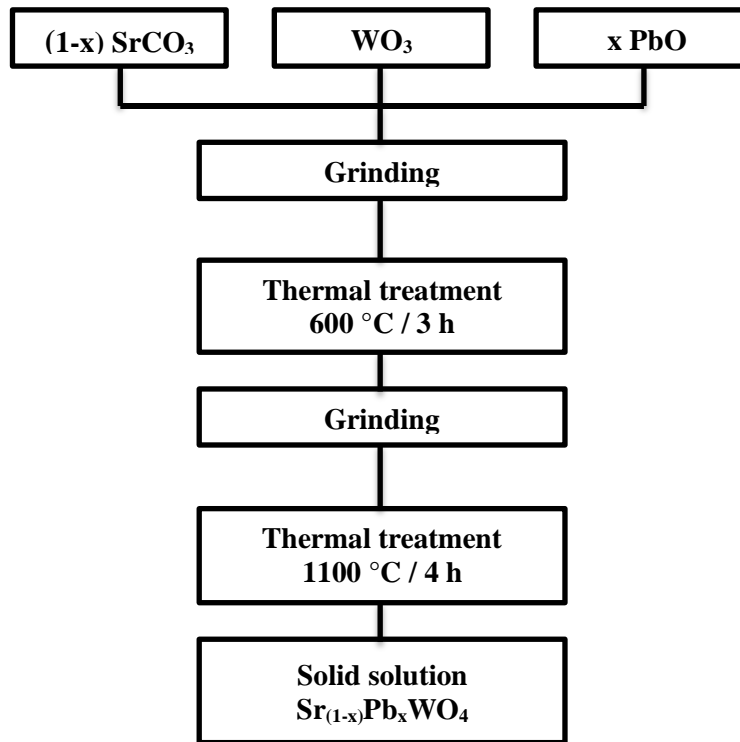 (1-x) SrCO₃
WO₃
x PbO
Grinding
Thermal treatment
600 °C / 3 h
Grinding
Thermal treatment
1100 °C / 4 h
Solid solution
Sr₍₁₋ₓ₎PbₓWO₄